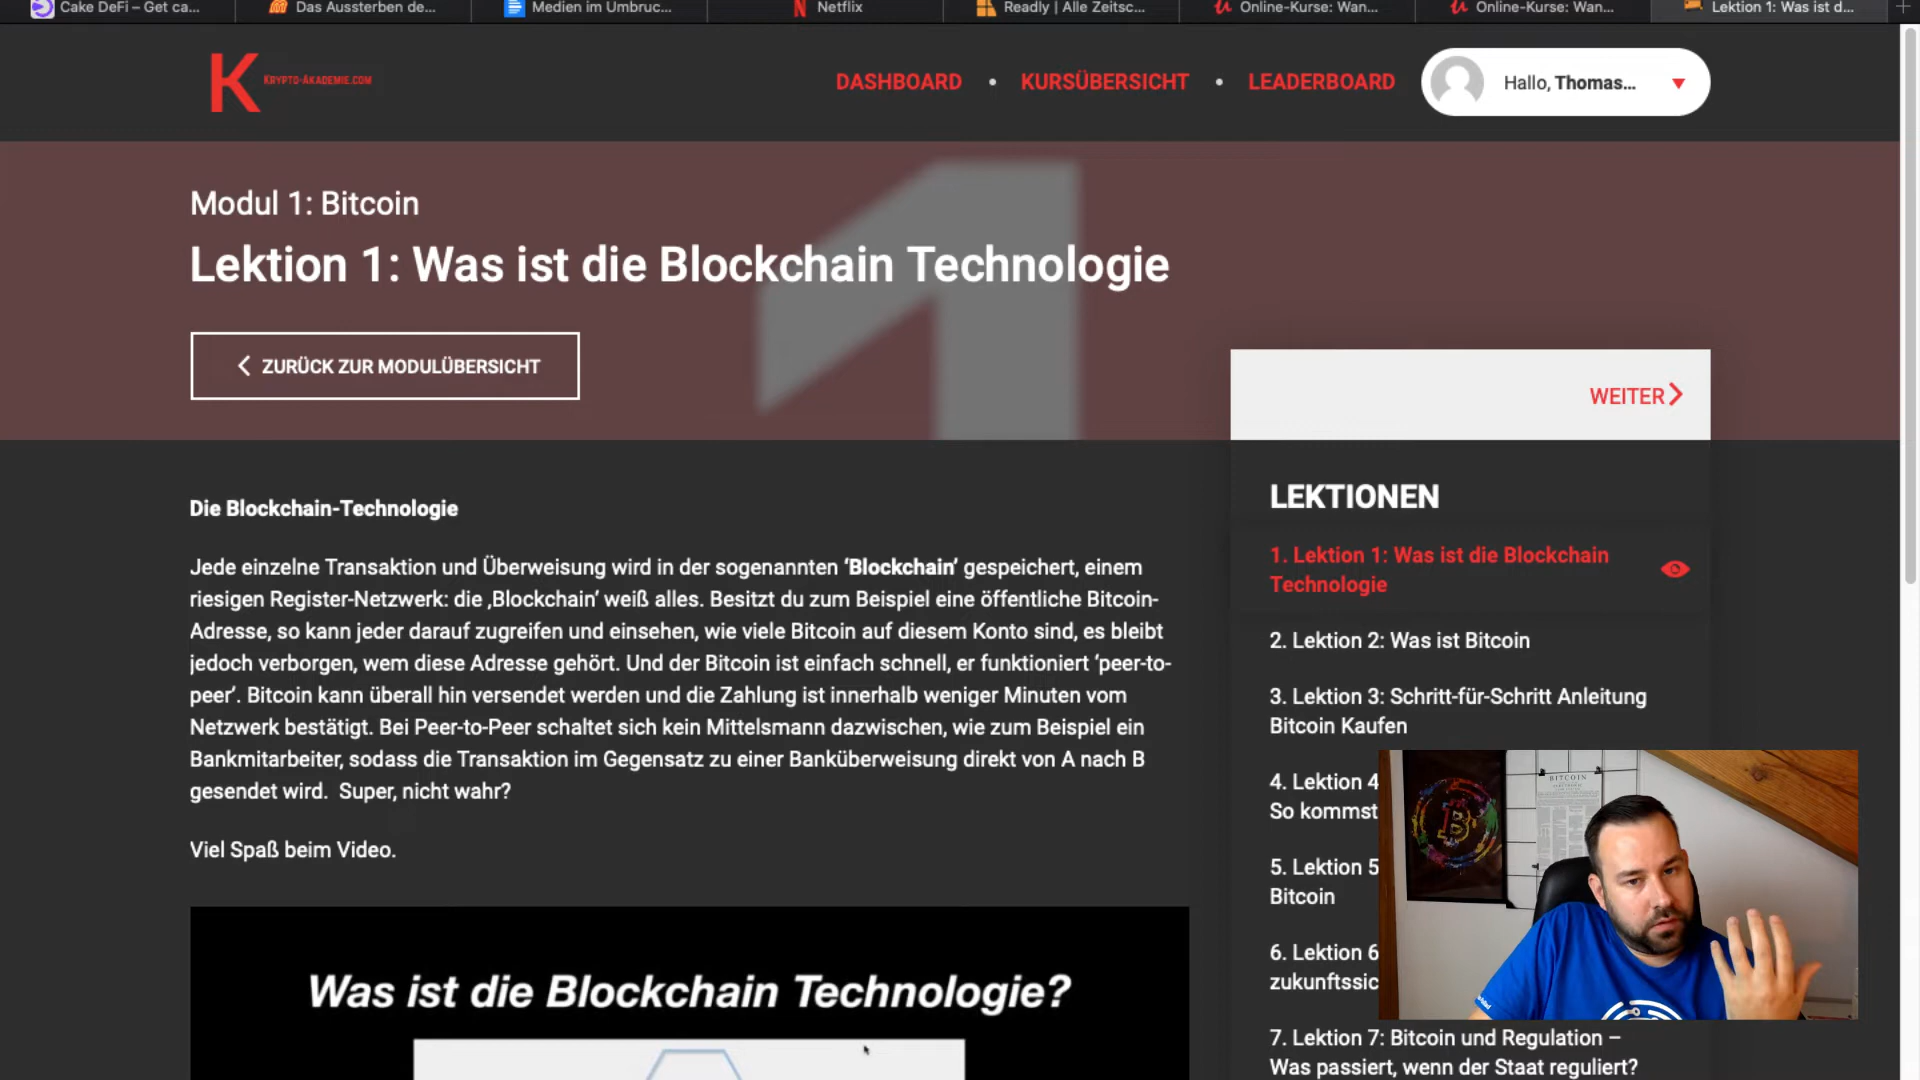 Cake DeFi – Get ca...
Das Aussterben de...
Medien im Umbruc...
Netflix
Readly | Alle Zeitsc...
Online-Kurse: Wan...
Online-Kurse: Wan...
Lektion 1: Was ist d...
K Krypto-Akademie.com
DASHBOARD • KURSÜBERSICHT • LEADERBOARD
Hallo, Thomas...
1
Modul 1: Bitcoin
Lektion 1: Was ist die Blockchain Technologie
ZURÜCK ZUR MODULÜBERSICHT
WEITER
Die Blockchain-Technologie
Jede einzelne Transaktion und Überweisung wird in der sogenannten ‘Blockchain’ gespeichert, einem
riesigen Register-Netzwerk: die ‚Blockchain‘ weiß alles. Besitzt du zum Beispiel eine öffentliche Bitcoin-
Adresse, so kann jeder darauf zugreifen und einsehen, wie viele Bitcoin auf diesem Konto sind, es bleibt
jedoch verborgen, wem diese Adresse gehört. Und der Bitcoin ist einfach schnell, er funktioniert ‘peer-to-
peer’. Bitcoin kann überall hin versendet werden und die Zahlung ist innerhalb weniger Minuten vom
Netzwerk bestätigt. Bei Peer-to-Peer schaltet sich kein Mittelsmann dazwischen, wie zum Beispiel ein
Bankmitarbeiter, sodass die Transaktion im Gegensatz zu einer Banküberweisung direkt von A nach B
gesendet wird. Super, nicht wahr?
Viel Spaß beim Video.
Was ist die Blockchain Technologie?
LEKTIONEN
1. Lektion 1: Was ist die Blockchain
Technologie
2. Lektion 2: Was ist Bitcoin
3. Lektion 3: Schritt-für-Schritt Anleitung
Bitcoin Kaufen
4. Lektion 4
So kommst
5. Lektion 5
Bitcoin
6. Lektion 6
zukunftssic
7. Lektion 7: Bitcoin und Regulation –
Was passiert, wenn der Staat reguliert?
BITCOIN